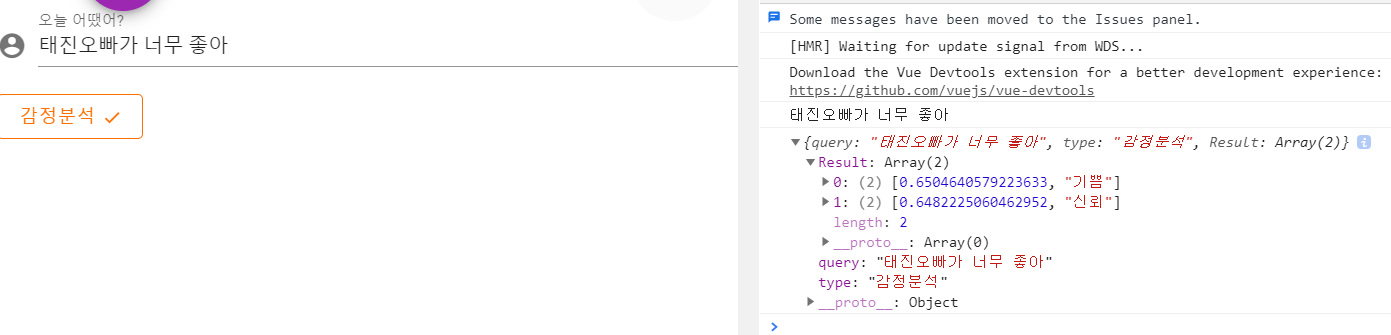 오늘 어땠어?
태진오빠가 너무 좋아
감정분석
Some messages have been moved to the Issues panel.
[HMR] Waiting for update signal from WDS...
Download the Vue Devtools extension for a better development experience:
https://github.com/vuejs/vue-devtools
태진오빠가 너무 좋아
{query: "태진오빠가 너무 좋아", type: "감정분석", Result: Array(2)}
Result: Array(2)
0: (2) [0.6504640579223633, "기쁨"]
1: (2) [0.6482225060462952, "신뢰"]
length: 2
__proto__: Array(0)
query: "태진오빠가 너무 좋아"
type: "감정분석"
__proto__: Object